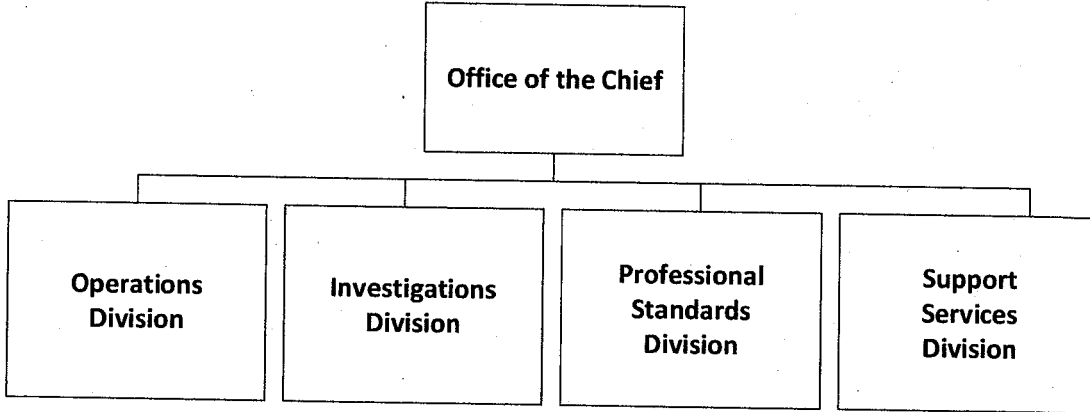 Office of the Chief
Operations
Division
Investigations
Division
Professional
Standards
Division
Support
Services
Division